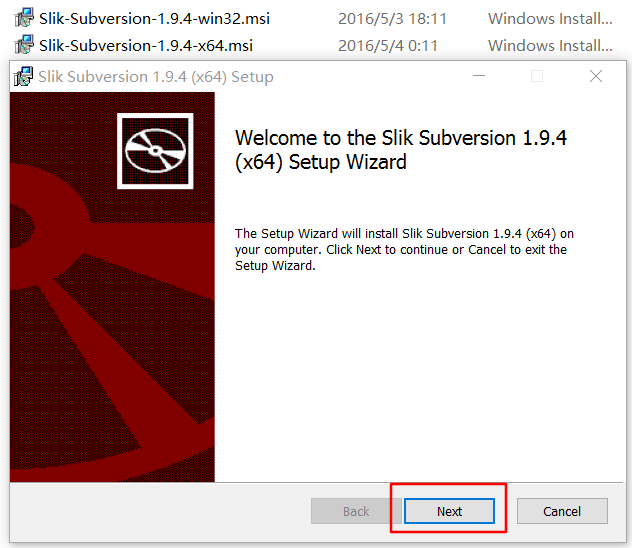 Slik-Subversion-1.9.4-win32.msi 2016/5/3 18:11 Windows Install...
Slik-Subversion-1.9.4-x64.msi 2016/5/4 0:11 Windows Install...
Slik Subversion 1.9.4 (x64) Setup
Welcome to the Slik Subversion 1.9.4
(x64) Setup Wizard
The Setup Wizard will install Slik Subversion 1.9.4 (x64) on
your computer. Click Next to continue or Cancel to exit the
Setup Wizard.
Back Next Cancel